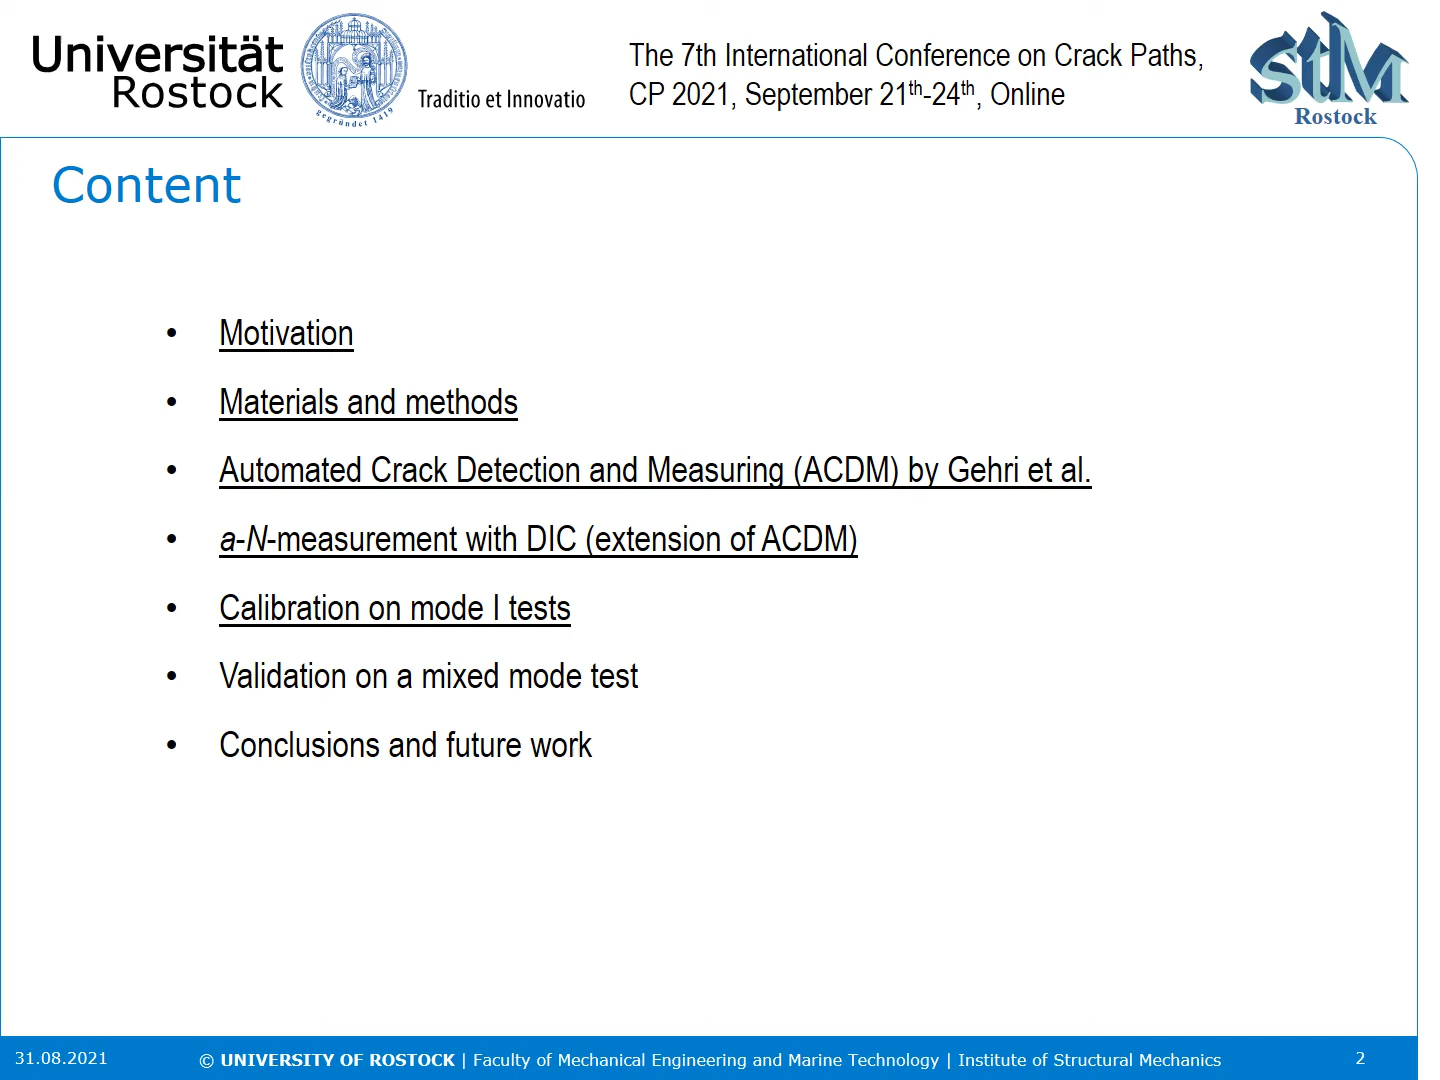 Universität
Rostock
gegründet 1419
Traditio et Innovatio
The 7th International Conference on Crack Paths,
CP 2021, September 21th-24th, Online
StM
Rostock
Content
• Motivation
• Materials and methods
• Automated Crack Detection and Measuring (ACDM) by Gehri et al.
• a-N-measurement with DIC (extension of ACDM)
• Calibration on mode I tests
• Validation on a mixed mode test
• Conclusions and future work
31.08.2021
© UNIVERSITY OF ROSTOCK | Faculty of Mechanical Engineering and Marine Technology | Institute of Structural Mechanics
2